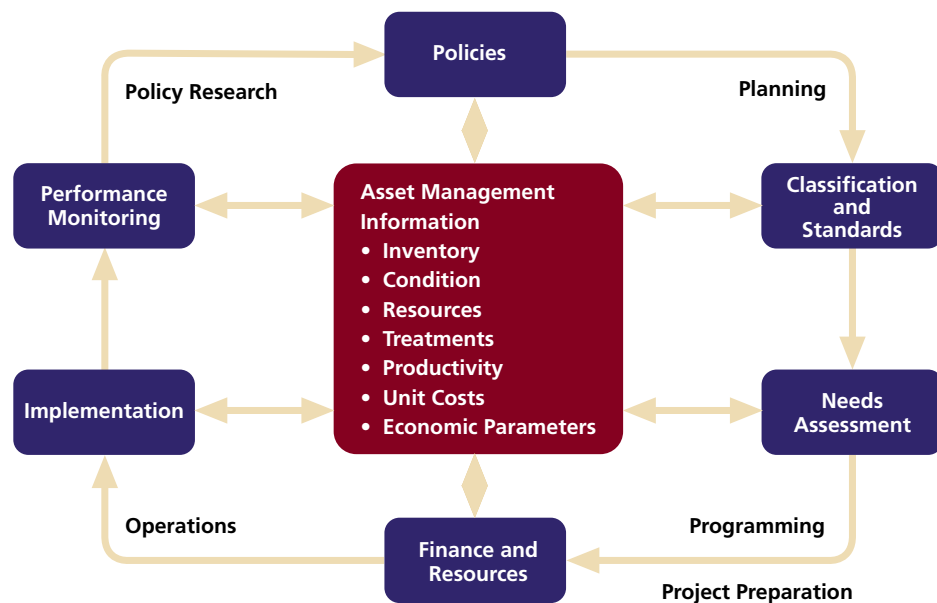 Policies
Policy Research
Planning
Performance
Monitoring
Asset Management
Information
• Inventory
• Condition
• Resources
• Treatments
• Productivity
• Unit Costs
• Economic Parameters
Classification
and
Standards
Implementation
Needs
Assessment
Operations
Programming
Finance and
Resources
Project Preparation